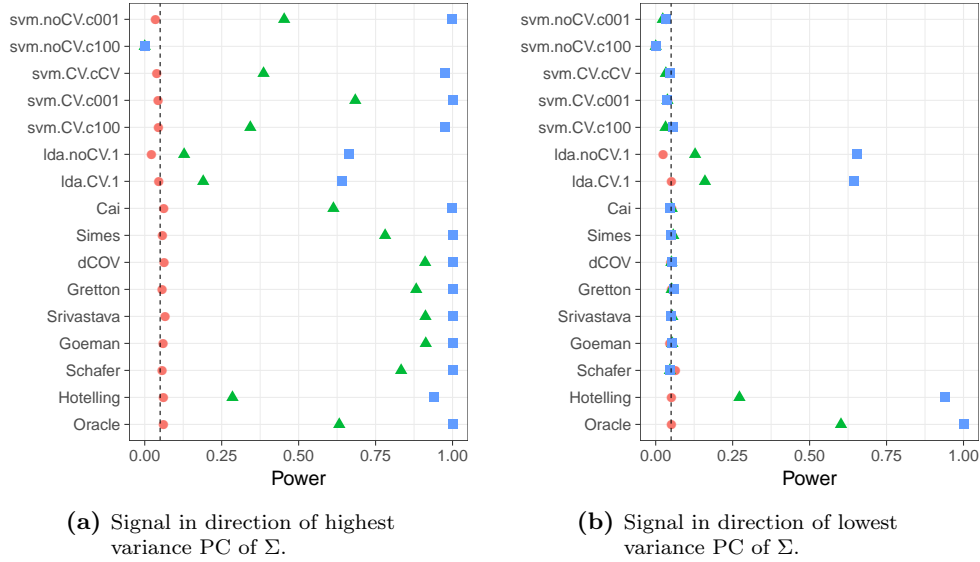 svm.noCV.c001
svm.noCV.c100
svm.CV.cCV
svm.CV.c001
svm.CV.c100
lda.noCV.1
lda.CV.1
Cai
Simes
dCOV
Gretton
Srivastava
Goeman
Schafer
Hotelling
Oracle
0.00 0.25 0.50 0.75 1.00
Power
(a) Signal in direction of highest
variance PC of Σ.
svm.noCV.c001
svm.noCV.c100
svm.CV.cCV
svm.CV.c001
svm.CV.c100
lda.noCV.1
lda.CV.1
Cai
Simes
dCOV
Gretton
Srivastava
Goeman
Schafer
Hotelling
Oracle
0.00 0.25 0.50 0.75 1.00
Power
(b) Signal in direction of lowest
variance PC of Σ.